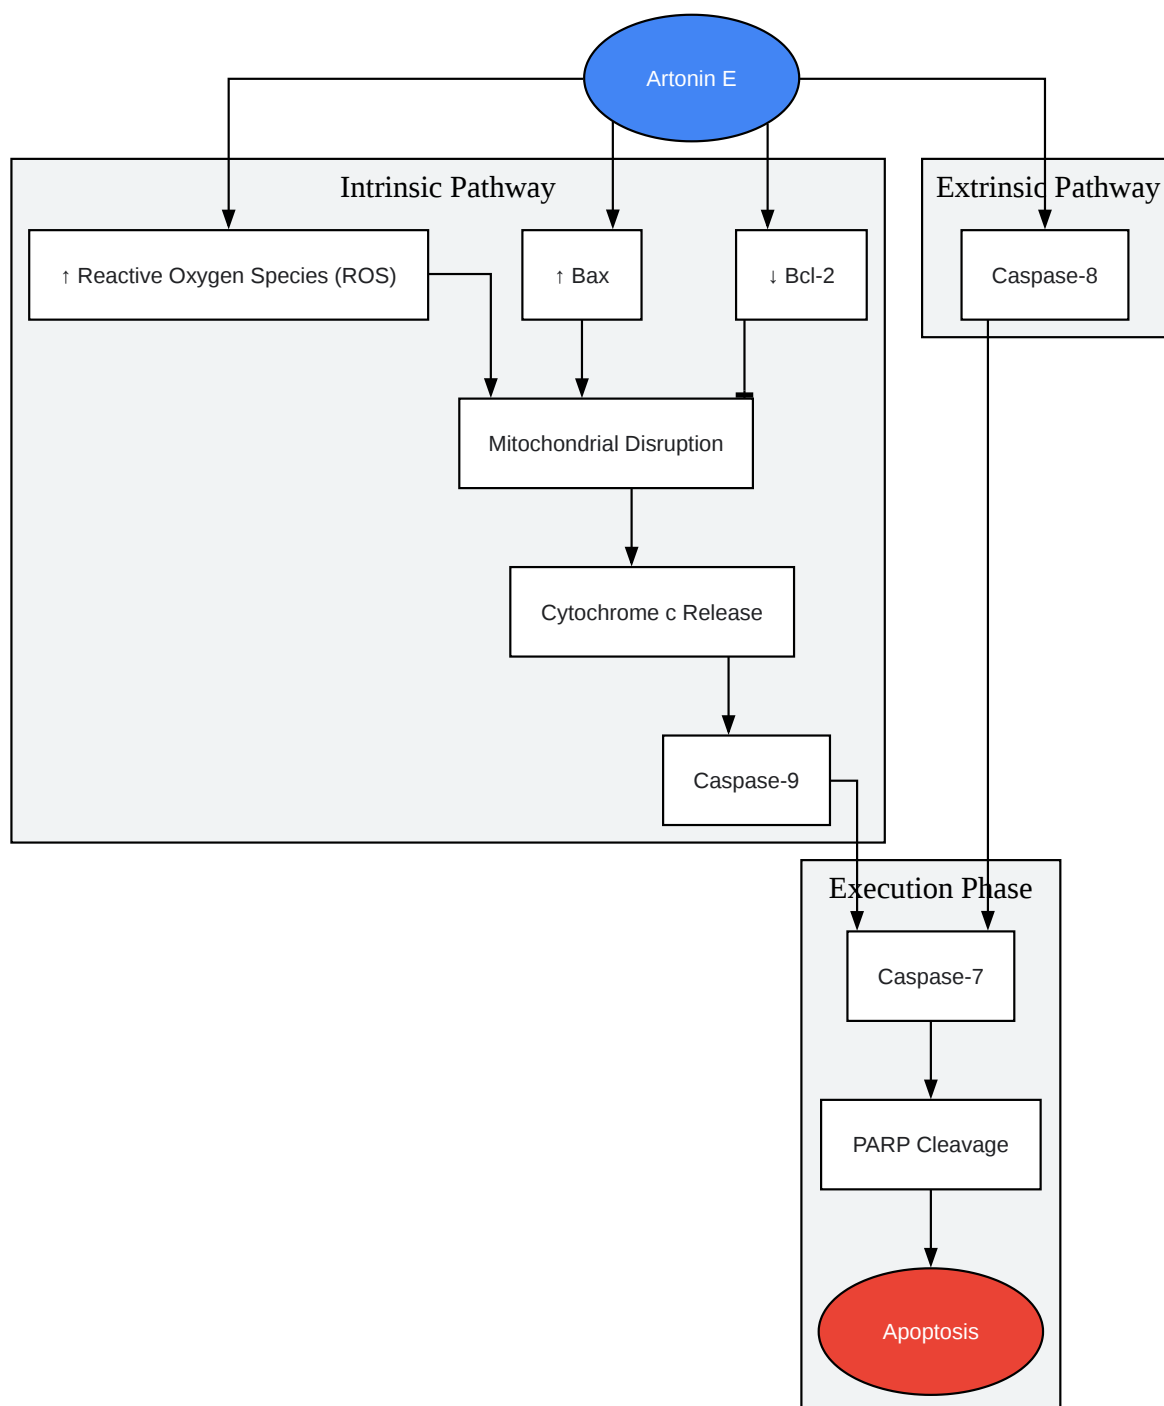 Artonin E
Intrinsic Pathway
Extrinsic Pathway
↑ Reactive Oxygen Species (ROS)
↑ Bax
↓ Bcl-2
Caspase-8
Mitochondrial Disruption
Cytochrome c Release
Caspase-9
Execution Phase
Caspase-7
PARP Cleavage
Apoptosis